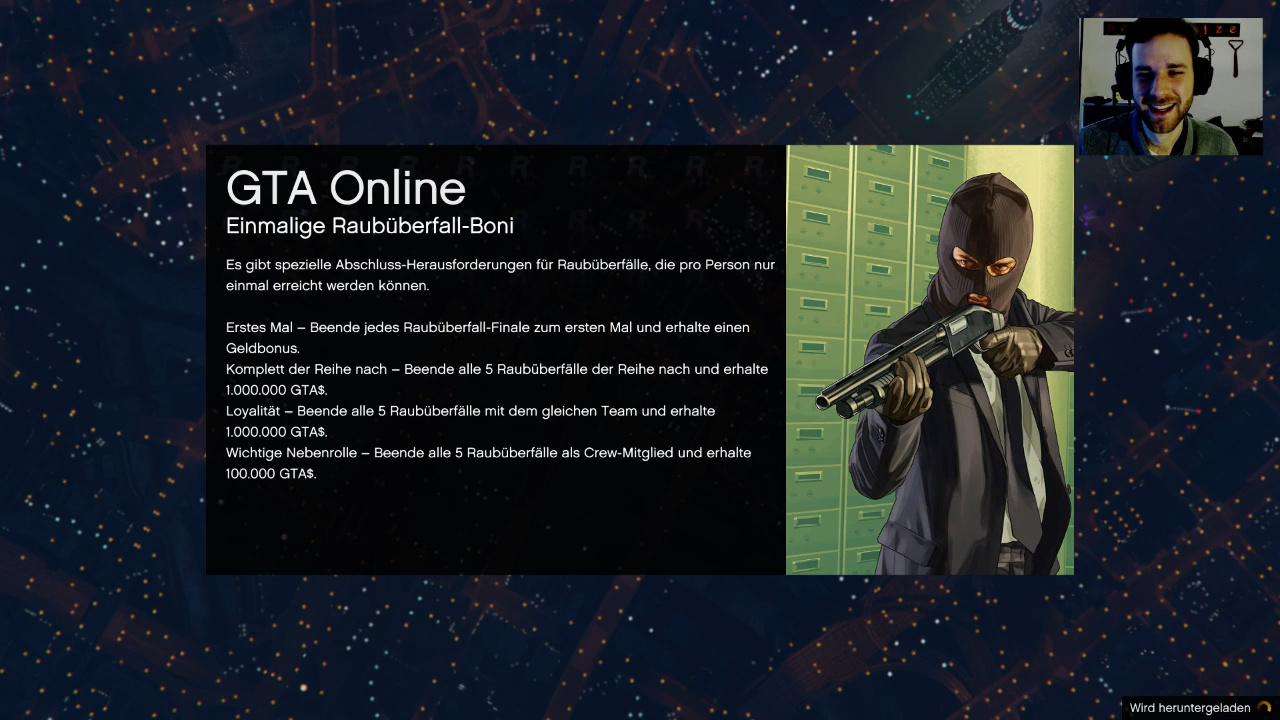 GTA Online
Einmalige Raubüberfall-Boni
Es gibt spezielle Abschluss-Herausforderungen für Raubüberfälle, die pro Person nur
einmal erreicht werden können.
Erstes Mal – Beende jedes Raubüberfall-Finale zum ersten Mal und erhalte einen
Geldbonus.
Komplett der Reihe nach – Beende alle 5 Raubüberfälle der Reihe nach und erhalte
1.000.000 GTA$.
Loyalität – Beende alle 5 Raubüberfälle mit dem gleichen Team und erhalte
1.000.000 GTA$.
Wichtige Nebenrolle – Beende alle 5 Raubüberfälle als Crew-Mitglied und erhalte
100.000 GTA$.
Wird heruntergeladen